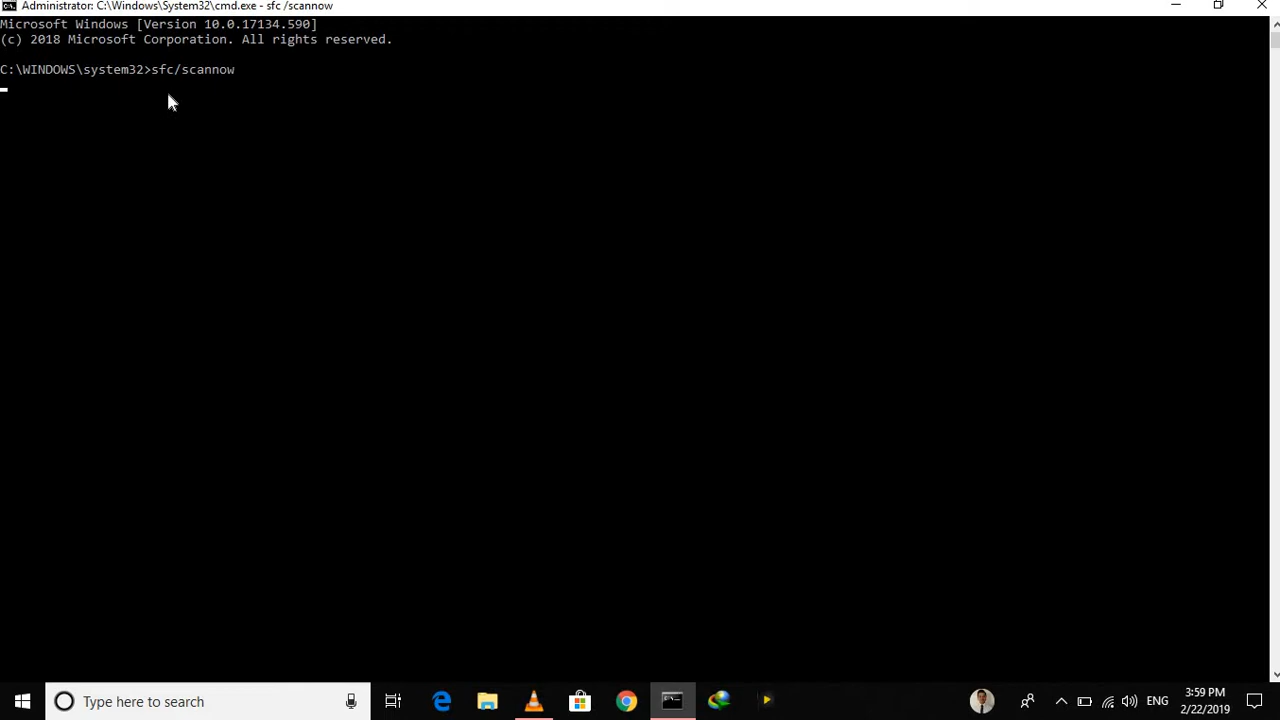 Administrator: C:\Windows\System32\cmd.exe - sfc /scannow
Microsoft Windows [Version 10.0.17134.590]
(c) 2018 Microsoft Corporation. All rights reserved.
C:\WINDOWS\system32>sfc/scannow
Type here to search
ENG
3:59 PM
2/22/2019